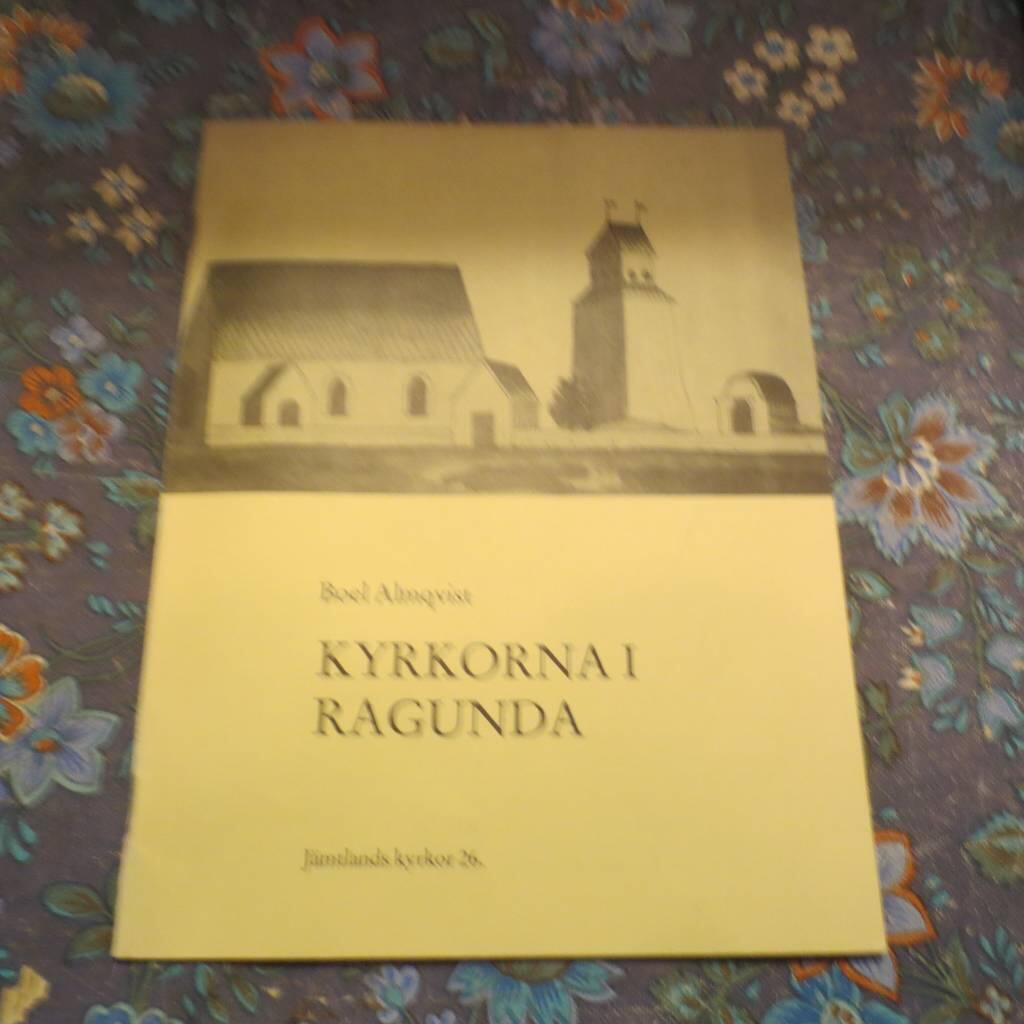 Boel Almqvist
KYRKORNA I
RAGUNDA
Jämtlands kyrkor 26.